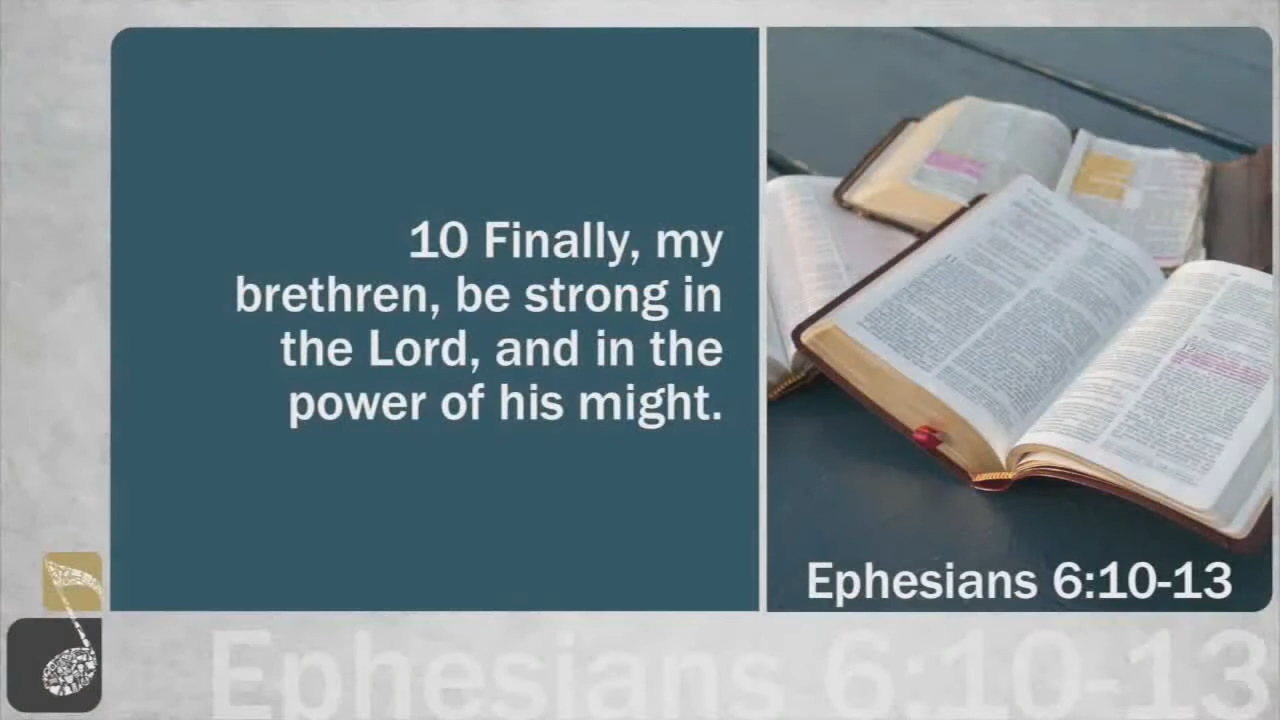 10 Finally, my
brethren, be strong in
the Lord, and in the
power of his might.
Ephesians 6:10-13
Ephesians 6:10-13